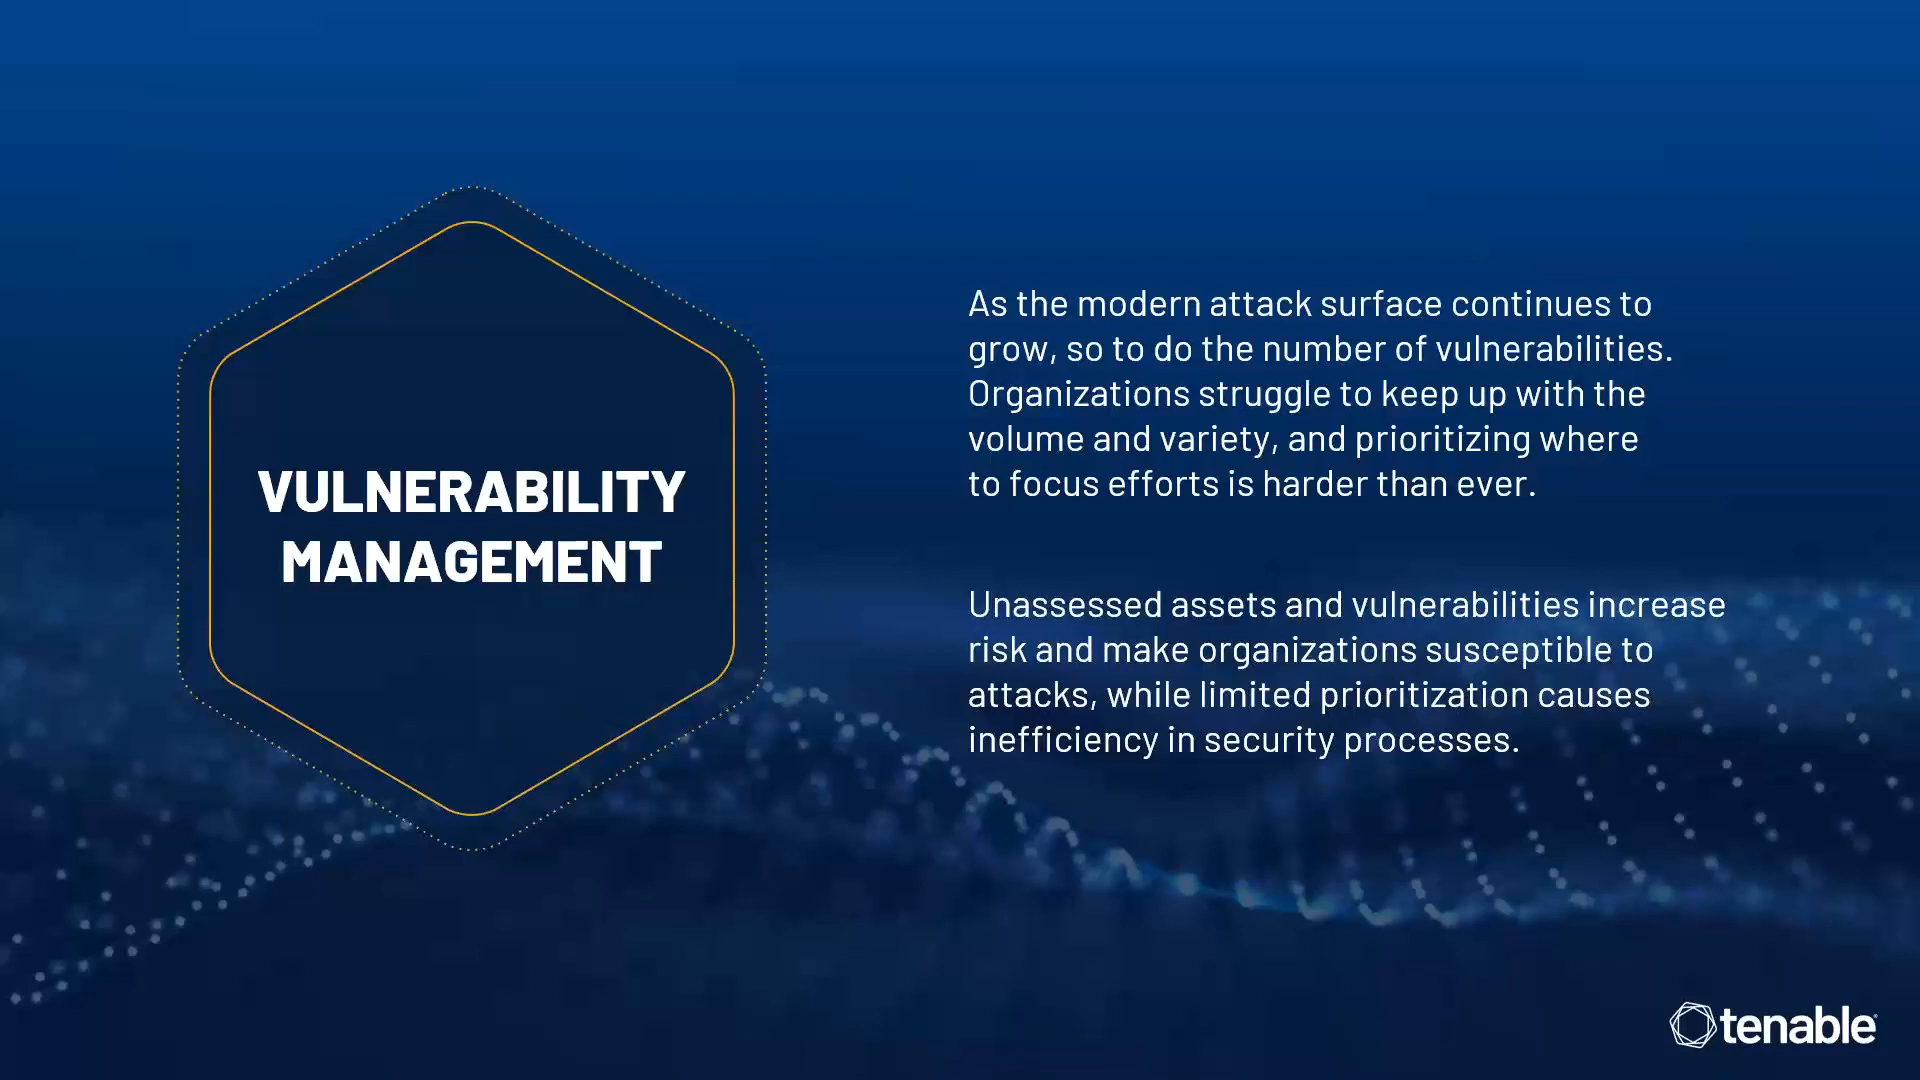 VULNERABILITY
MANAGEMENT
As the modern attack surface continues to
grow, so to do the number of vulnerabilities.
Organizations struggle to keep up with the
volume and variety, and prioritizing where
to focus efforts is harder than ever.
Unassessed assets and vulnerabilities increase
risk and make organizations susceptible to
attacks, while limited prioritization causes
inefficiency in security processes.
tenable